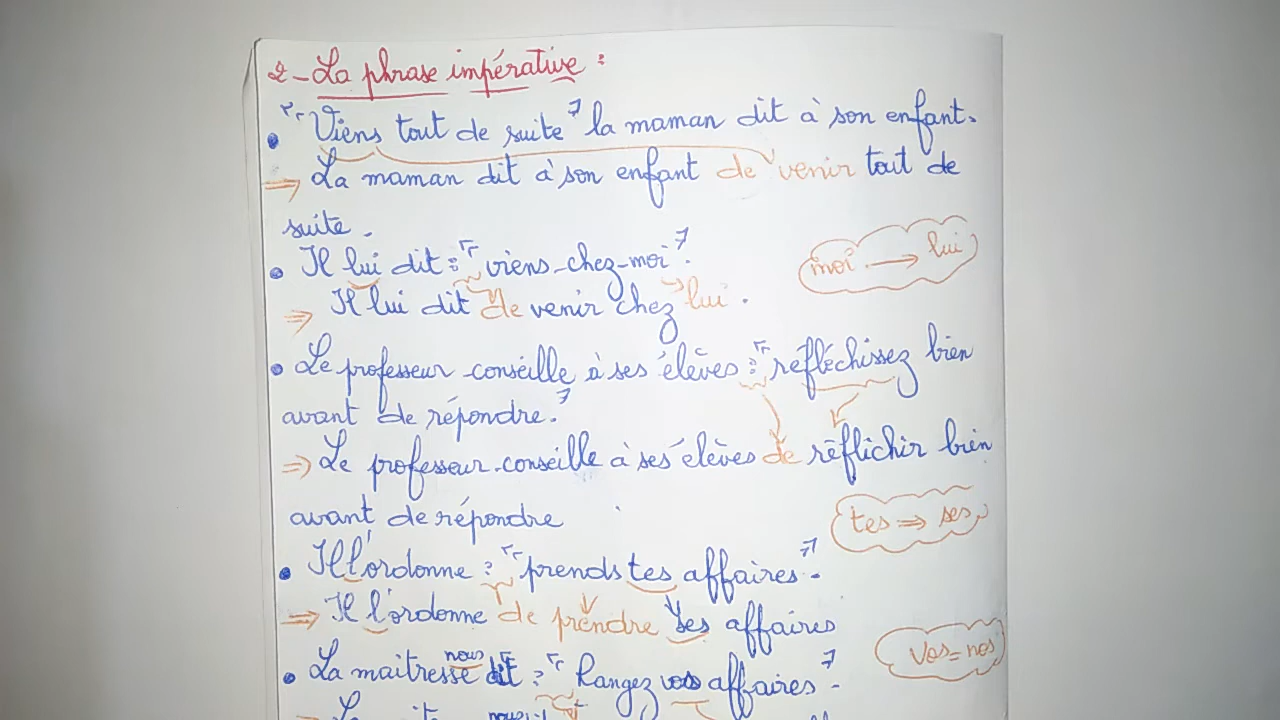 2-La phrase impérative :
• "Viens tout de suite" la maman dit à son enfant.
⇒ La maman dit à son enfant de venir tout de
suite.
• Il lui dit : "viens-chez-moi".
moi → lui
⇒ Il lui dit de venir chez lui.
• Le professeur conseille à ses élèves : "réfléchissez bien
avant de répondre."
⇒ Le professeur conseille à ses élèves de réflichir bien
avant de répondre
tes ⇒ ses
• Il l'ordonne : "prends tes affaires".
⇒ Il l'ordonne de prendre ses affaires
vos = nos
• La maitresse nous dit : "Rangez vos affaires".